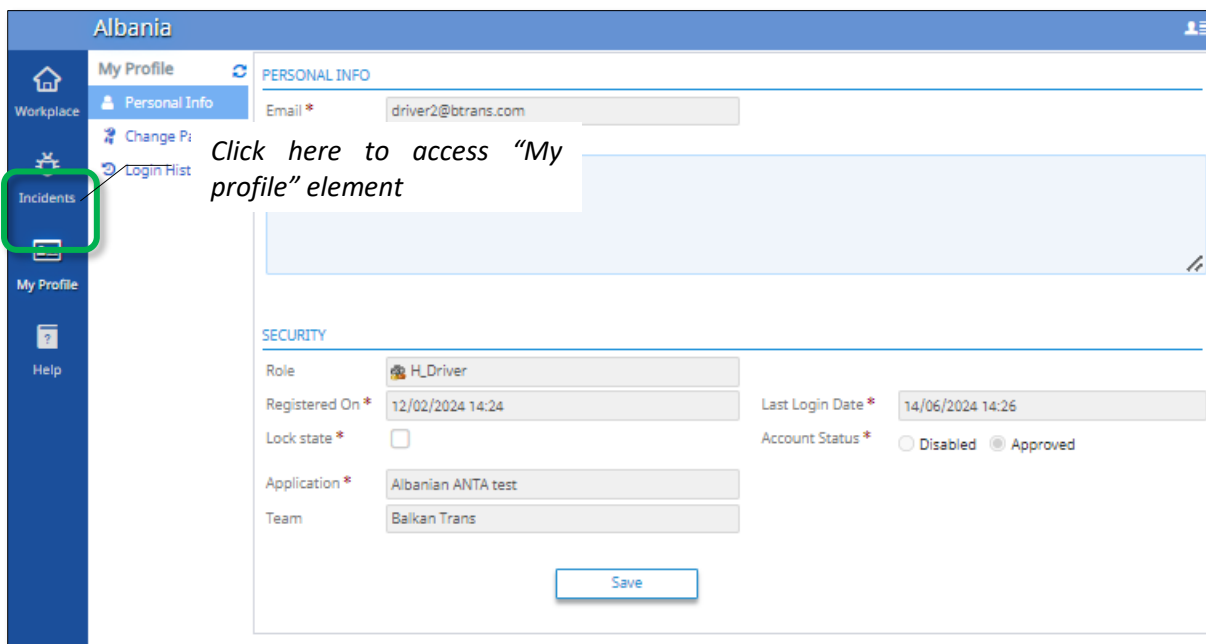 Albania
My Profile
Personal Info
Change Pa
Login Hist
Workplace
Incidents
My Profile
Help
Click here to access “My
profile” element
PERSONAL INFO
Email * driver2@btrans.com
SECURITY
Role H_Driver
Registered On * 12/02/2024 14:24 Last Login Date * 14/06/2024 14:26
Lock state * Account Status * Disabled Approved
Application * Albanian ANTA test
Team Balkan Trans
Save